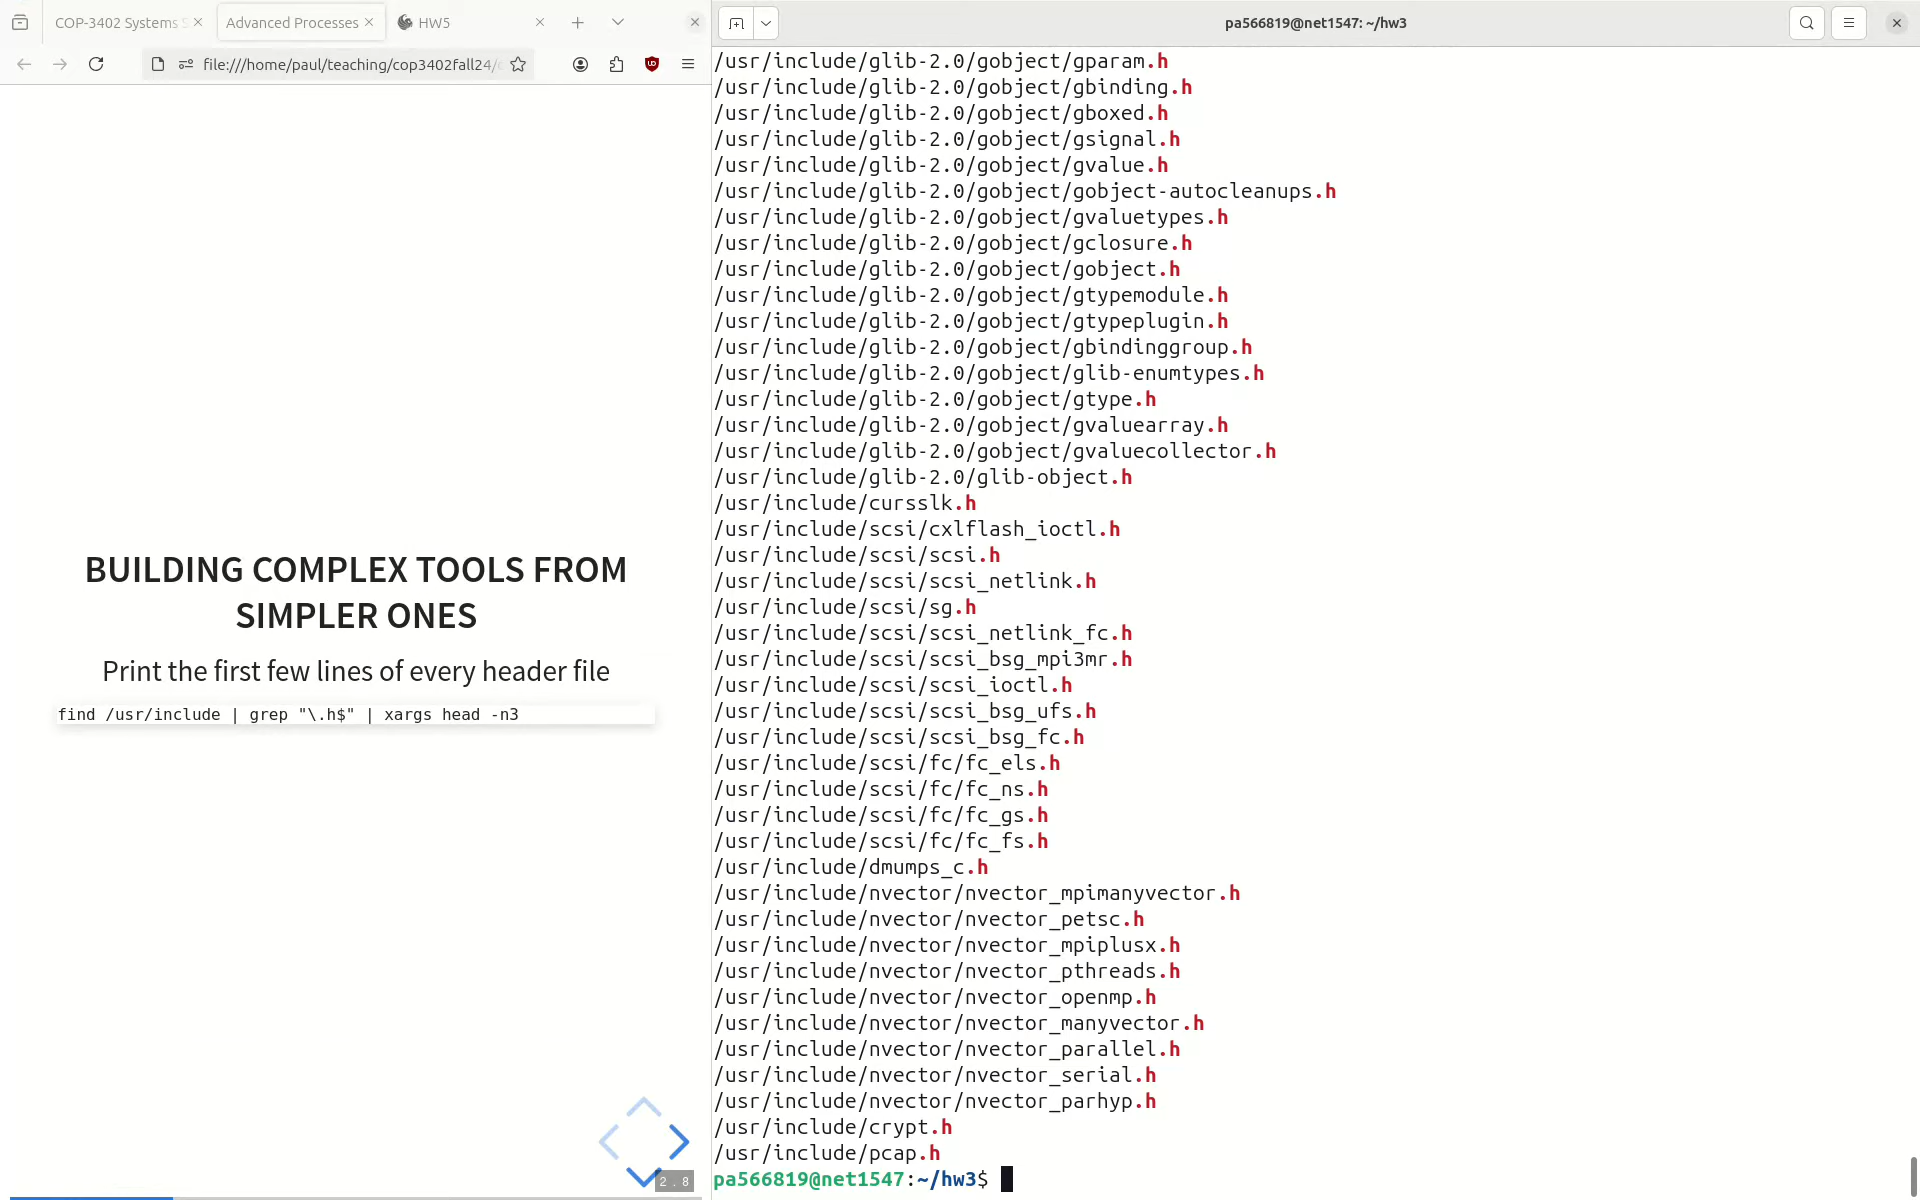 COP-3402 Systems S
Advanced Processes
HW5
file:///home/paul/teaching/cop3402fall24/
BUILDING COMPLEX TOOLS FROM
SIMPLER ONES
Print the first few lines of every header file
find /usr/include | grep "\.h$" | xargs head -n3
2.8
pa566819@net1547: ~/hw3
/usr/include/glib-2.0/gobject/gparam.h
/usr/include/glib-2.0/gobject/gbinding.h
/usr/include/glib-2.0/gobject/gboxed.h
/usr/include/glib-2.0/gobject/gsignal.h
/usr/include/glib-2.0/gobject/gvalue.h
/usr/include/glib-2.0/gobject/gobject-autocleanups.h
/usr/include/glib-2.0/gobject/gvaluetypes.h
/usr/include/glib-2.0/gobject/gclosure.h
/usr/include/glib-2.0/gobject/gobject.h
/usr/include/glib-2.0/gobject/gtypemodule.h
/usr/include/glib-2.0/gobject/gtypeplugin.h
/usr/include/glib-2.0/gobject/gbindinggroup.h
/usr/include/glib-2.0/gobject/glib-enumtypes.h
/usr/include/glib-2.0/gobject/gtype.h
/usr/include/glib-2.0/gobject/gvaluearray.h
/usr/include/glib-2.0/gobject/gvaluecollector.h
/usr/include/glib-2.0/glib-object.h
/usr/include/cursslk.h
/usr/include/scsi/cxlflash_ioctl.h
/usr/include/scsi/scsi.h
/usr/include/scsi/scsi_netlink.h
/usr/include/scsi/sg.h
/usr/include/scsi/scsi_netlink_fc.h
/usr/include/scsi/scsi_bsg_mpi3mr.h
/usr/include/scsi/scsi_ioctl.h
/usr/include/scsi/scsi_bsg_ufs.h
/usr/include/scsi/scsi_bsg_fc.h
/usr/include/scsi/fc/fc_els.h
/usr/include/scsi/fc/fc_ns.h
/usr/include/scsi/fc/fc_gs.h
/usr/include/scsi/fc/fc_fs.h
/usr/include/dmumps_c.h
/usr/include/nvector/nvector_mpimanyvector.h
/usr/include/nvector/nvector_petsc.h
/usr/include/nvector/nvector_mpiplusx.h
/usr/include/nvector/nvector_pthreads.h
/usr/include/nvector/nvector_openmp.h
/usr/include/nvector/nvector_manyvector.h
/usr/include/nvector/nvector_parallel.h
/usr/include/nvector/nvector_serial.h
/usr/include/nvector/nvector_parhyp.h
/usr/include/crypt.h
/usr/include/pcap.h
pa566819@net1547:~/hw3$